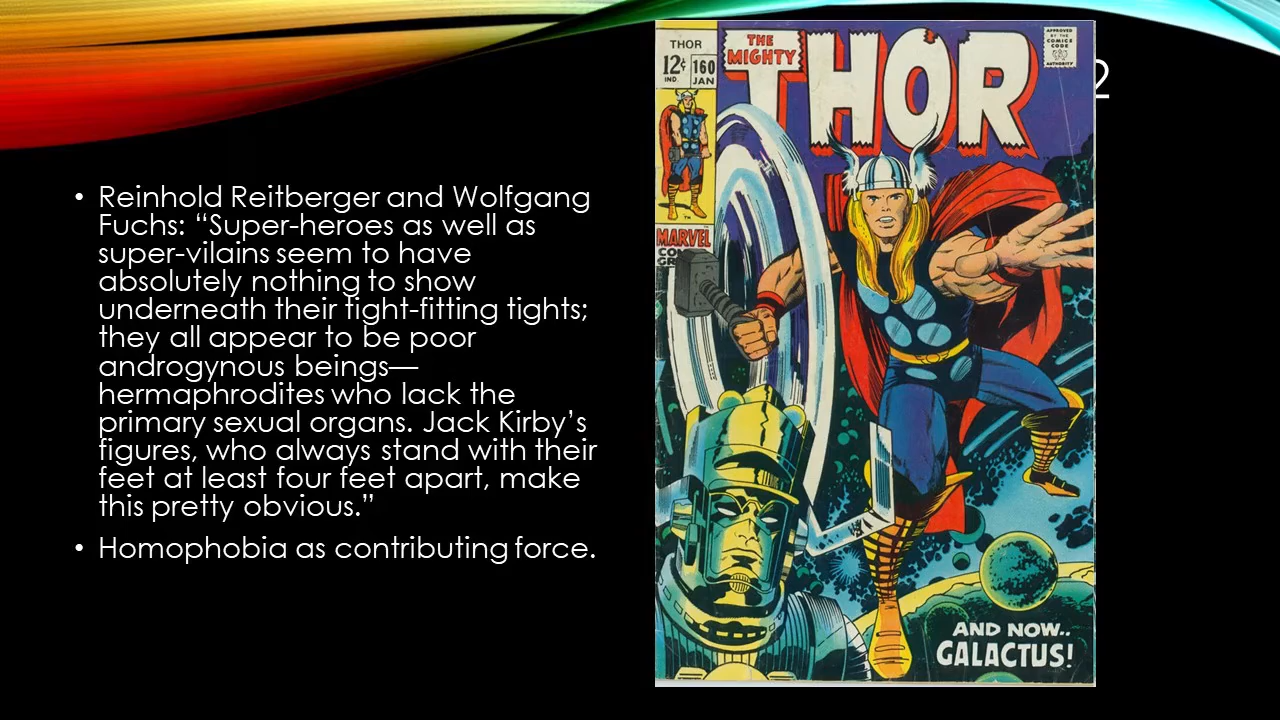 2
• Reinhold Reitberger and Wolfgang
Fuchs: “Super-heroes as well as
super-vilains seem to have
absolutely nothing to show
underneath their tight-fitting tights;
they all appear to be poor
androgynous beings—
hermaphrodites who lack the
primary sexual organs. Jack Kirby’s
figures, who always stand with their
feet at least four feet apart, make
this pretty obvious.”
• Homophobia as contributing force.
THOR
12¢ 160
IND. JAN
MARVEL
THE
MIGHTY
THOR
APPROVED
BY THE
COMICS
CODE
AUTHORITY
AND NOW..
GALACTUS!